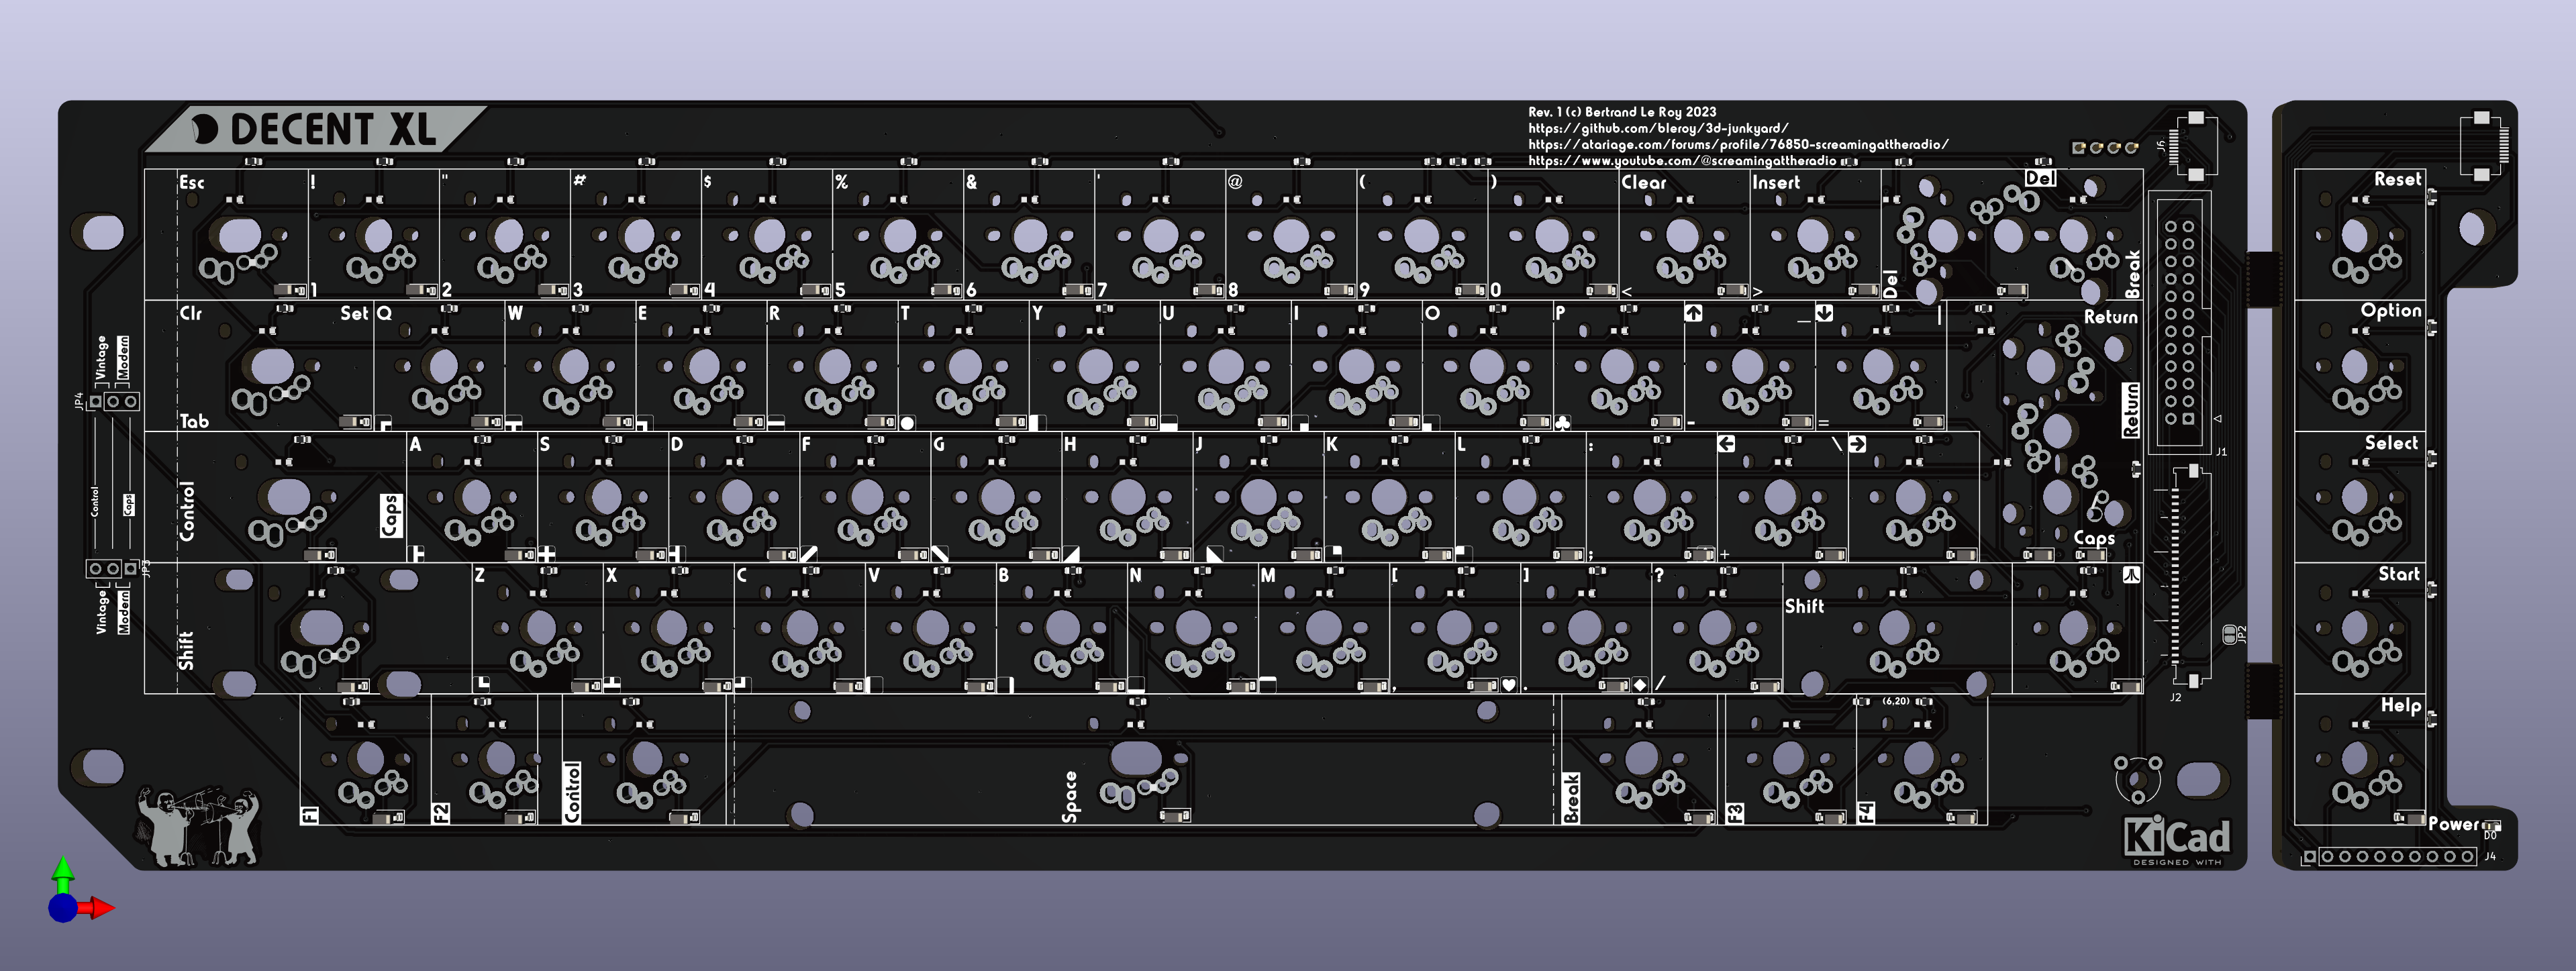 DECENT XL
Rev. 1 (c) Bertrand Le Roy 2023
https://github.com/bleroy/3d-junkyard/
https://atariage.com/forums/profile/76850-screamingattheradio/
https://www.youtube.com/@screamingattheradio
J6
Esc ! " # $ % & ' @ ( ) Clear Insert Del
1 2 3 4 5 6 7 8 9 0 < > Del Break
Clr Set Q W E R T Y U I O P _ | Return
Tab - = Return
Vintage Modern
JP4
Control Caps
JP3
Vintage Modern
Control Caps A S D F G H J K L : \ Caps
; +
Shift Z X C V B N M [ ] ? Shift
, . /
F1 F2 Control Space Break F3 F4
(6,20)
J1
J2
JP2
KiCad
DESIGNED WITH
Reset
Option
Select
Start
Help
Power
D0
J4